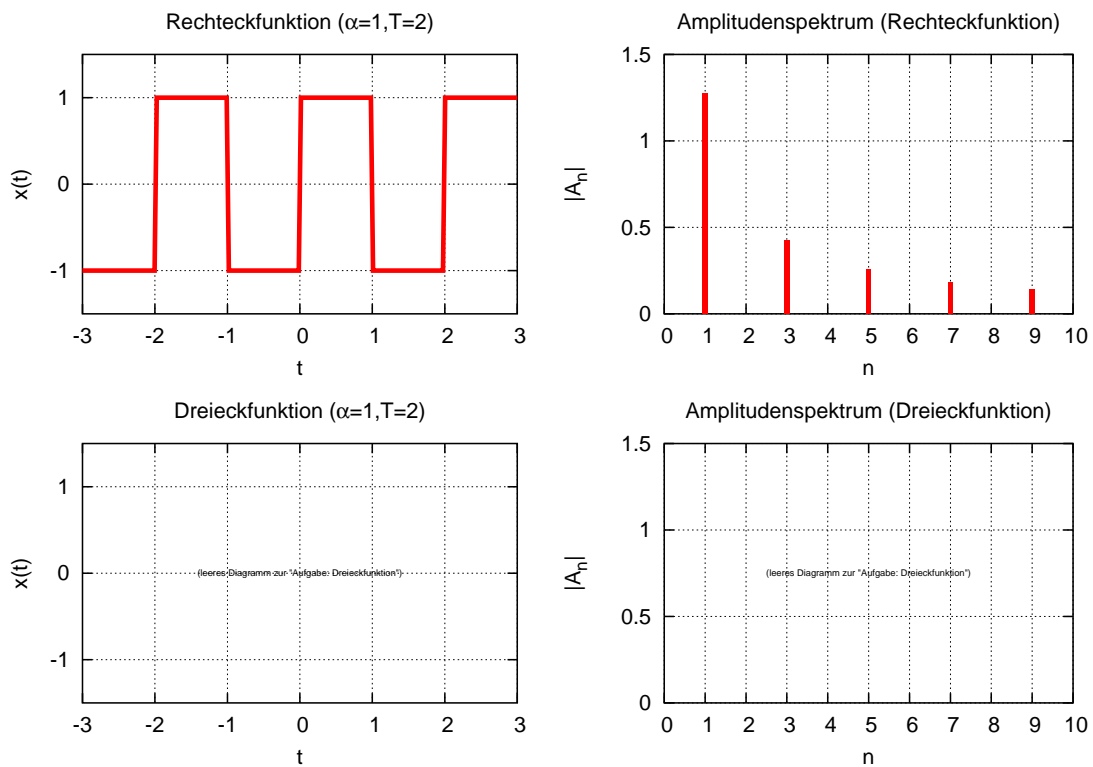 Rechteckfunktion (α=1,T=2)
1
0
-1
x(t)
-3 -2 -1 0 1 2 3
t
Amplitudenspektrum (Rechteckfunktion)
1.5
1
0.5
0
|An|
0 1 2 3 4 5 6 7 8 9 10
n
Dreieckfunktion (α=1,T=2)
1
0
-1
x(t)
(leeres Diagramm zur "Aufgabe: Dreieckfunktion")
-3 -2 -1 0 1 2 3
t
Amplitudenspektrum (Dreieckfunktion)
1.5
1
0.5
0
|An|
(leeres Diagramm zur "Aufgabe: Dreieckfunktion")
0 1 2 3 4 5 6 7 8 9 10
n